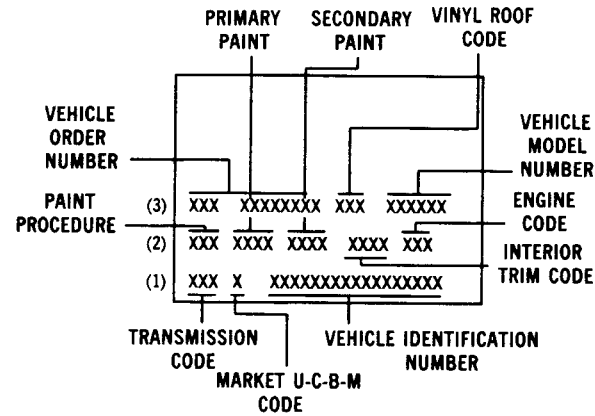 PRIMARY PAINT
SECONDARY PAINT
VINYL ROOF CODE
VEHICLE ORDER NUMBER
VEHICLE MODEL NUMBER
(3) XXX XXXXXXXX XXX XXXXXX
PAINT PROCEDURE
ENGINE CODE
(2) XXX XXXX XXXX XXXX XXX
INTERIOR TRIM CODE
(1) XXX X XXXXXXXXXXXXXXXXX
TRANSMISSION CODE
VEHICLE IDENTIFICATION NUMBER
MARKET U-C-B-M CODE